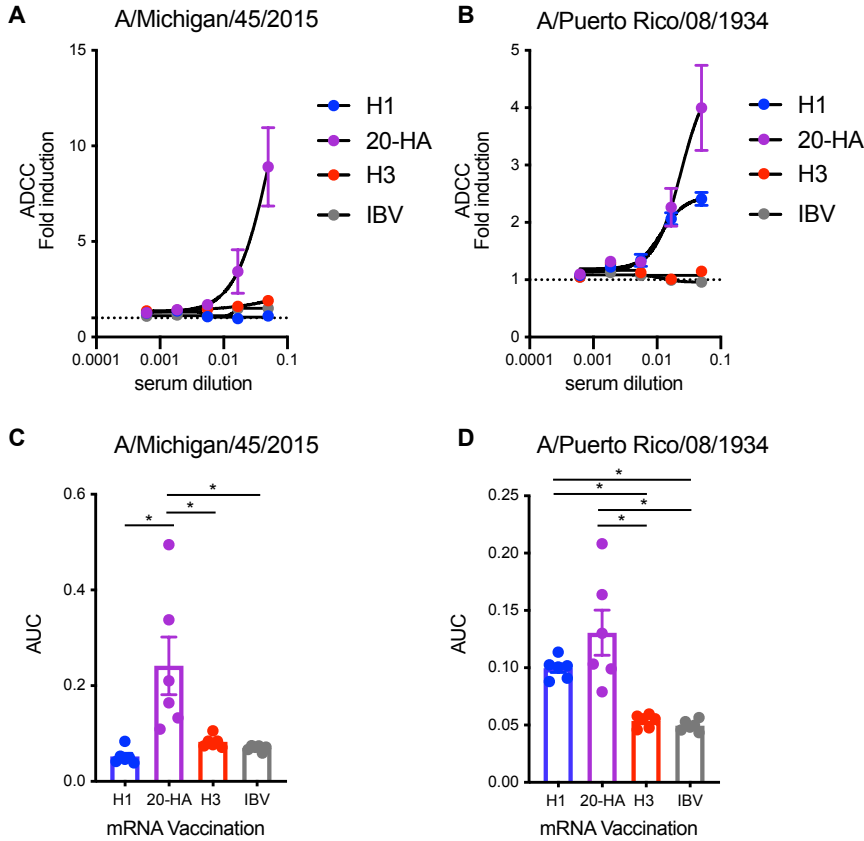 A
A/Michigan/45/2015
15
10
5
0
ADCC
Fold induction
0.0001
0.001
0.01
0.1
serum dilution
H1
20-HA
H3
IBV
B
A/Puerto Rico/08/1934
5
4
3
2
1
0
ADCC
Fold induction
0.0001
0.001
0.01
0.1
serum dilution
H1
20-HA
H3
IBV
C
A/Michigan/45/2015
0.6
0.4
0.2
0.0
AUC
*
*
*
H1
20-HA
H3
IBV
mRNA Vaccination
D
A/Puerto Rico/08/1934
0.25
0.20
0.15
0.10
0.05
0.00
AUC
*
*
*
*
H1
20-HA
H3
IBV
mRNA Vaccination